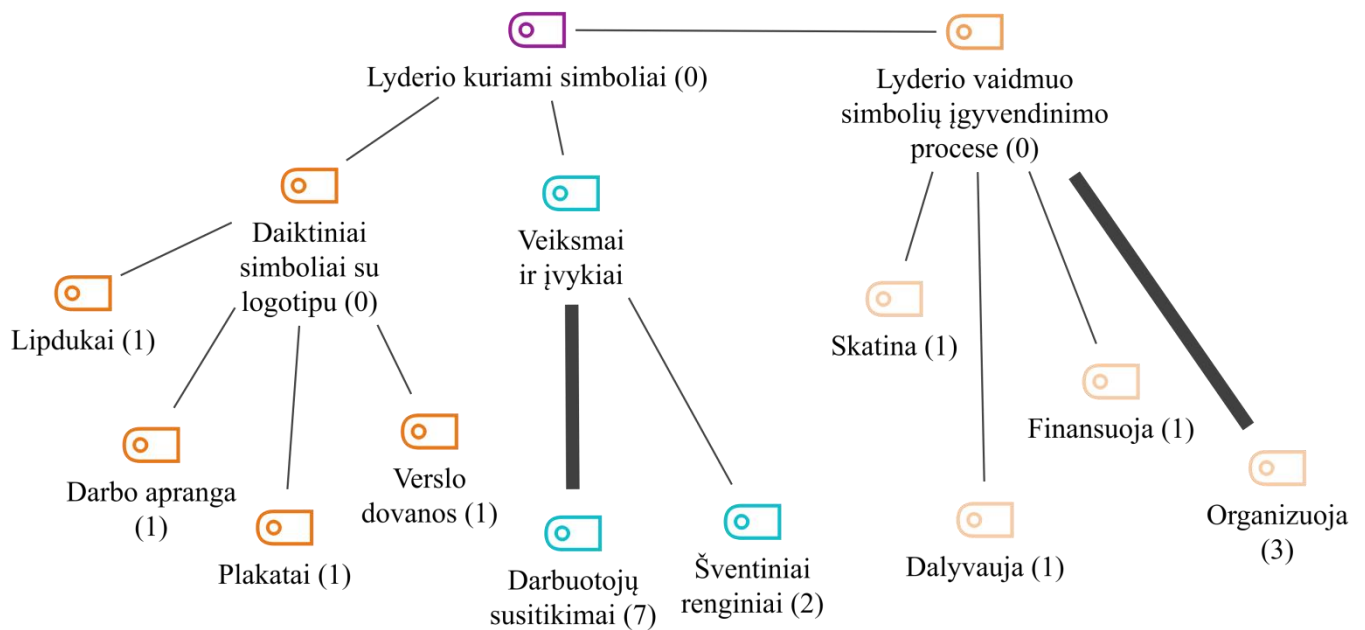 Lyderio kuriami simboliai (0)
Lyderio vaidmuo
simbolių įgyvendinimo
procese (0)
Daiktiniai
simboliai su
logotipu (0)
Veiksmai
ir įvykiai
Lipdukai (1)
Skatina (1)
Finansuoja (1)
Darbo apranga
(1)
Verslo
dovanos (1)
Plakatai (1)
Darbuotojų
susitikimai (7)
Šventiniai
renginiai (2)
Dalyvauja (1)
Organizuoja
(3)